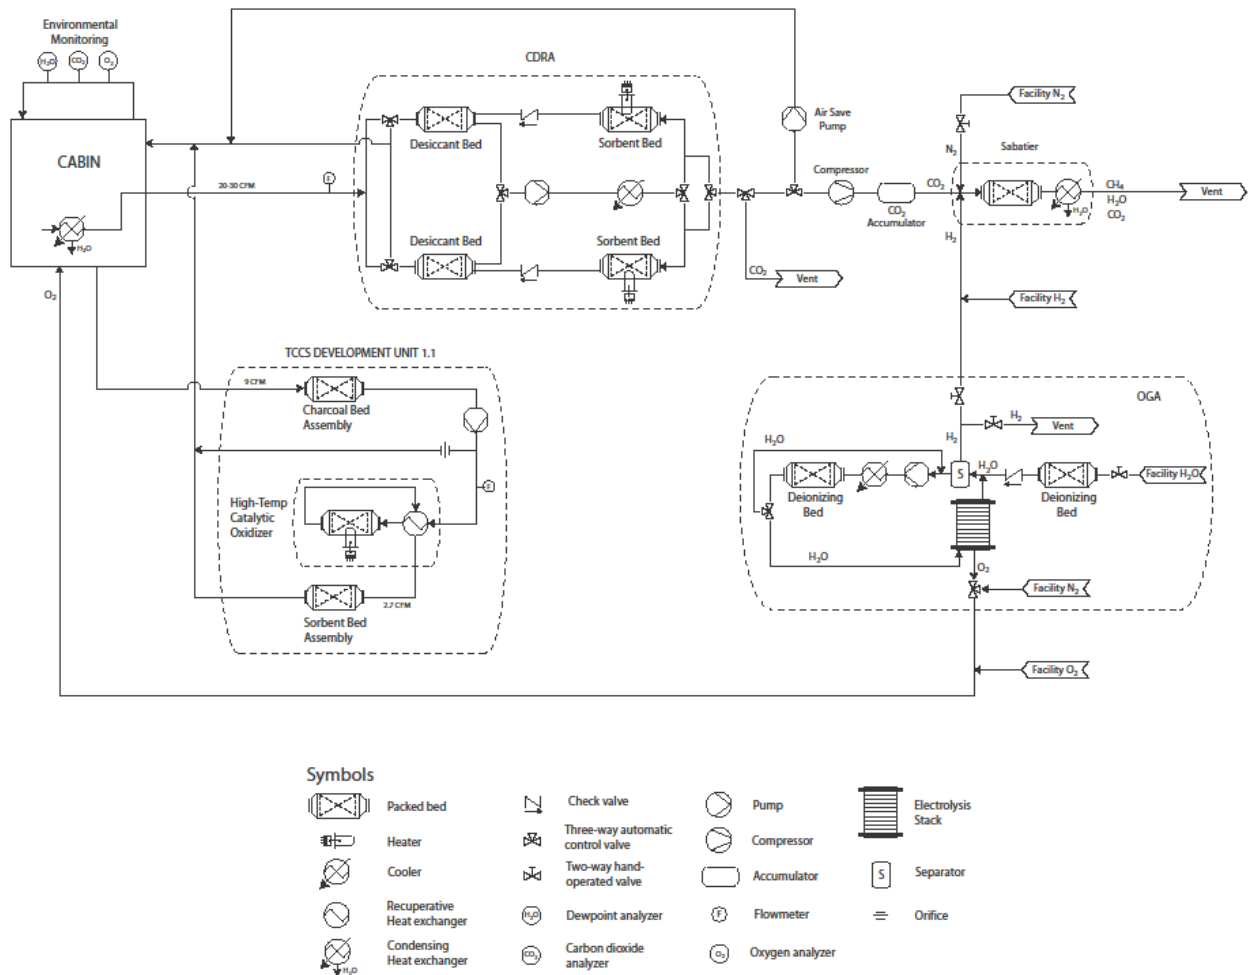 Environmental
Monitoring
H₂O
CO₂
O₂
CABIN
H₂O
20-30 CFM
F
O₂
CDRA
Desiccant Bed
Sorbent Bed
Desiccant Bed
Sorbent Bed
Air Save
Pump
Compressor
CO₂
Accumulator
CO₂
CO₂
Vent
Facility N₂
N₂
Sabatier
H₂O
CH₄
H₂O
CO₂
Vent
H₂
Facility H₂
TCCS DEVELOPMENT UNIT 1.1
9 CFM
Charcoal Bed
Assembly
F
High-Temp
Catalytic
Oxidizer
2.7 CFM
Sorbent Bed
Assembly
OGA
H₂
H₂
Vent
H₂O
S
H₂O
Facility H₂O
Deionizing
Bed
Deionizing
Bed
H₂O
O₂
Facility N₂
Facility O₂
Symbols
Packed bed
Heater
Cooler
Recuperative
Heat exchanger
H₂O
Condensing
Heat exchanger
Check valve
Three-way automatic
control valve
Two-way hand-
operated valve
H₂O
Dewpoint analyzer
CO₂
Carbon dioxide
analyzer
Pump
Compressor
Accumulator
F
Flowmeter
O₂
Oxygen analyzer
Electrolysis
Stack
S
Separator
Orifice